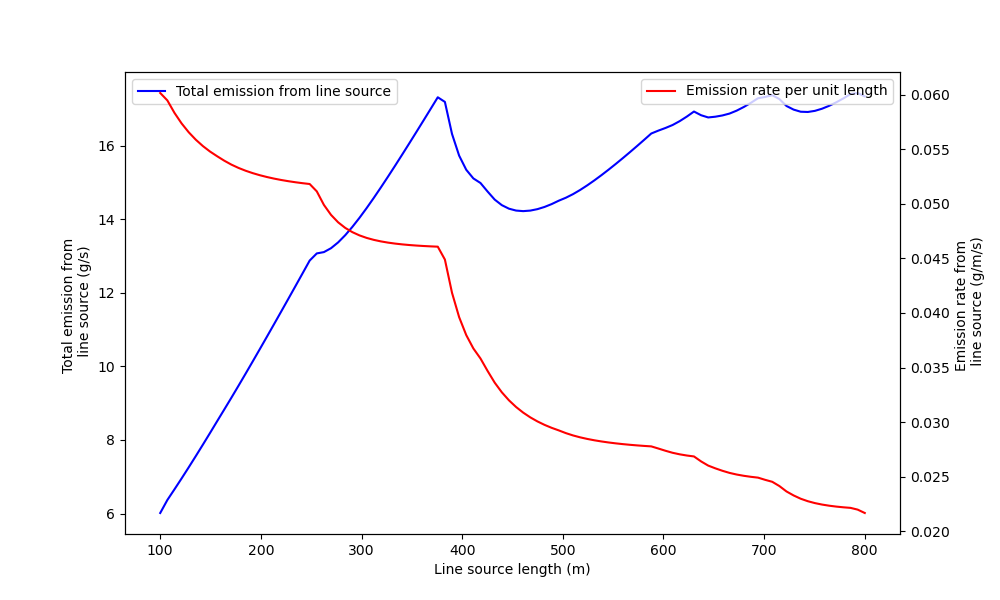 Total emission from line source
Emission rate per unit length
16
14
12
10
8
6
Total emission from
line source (g/s)
0.060
0.055
0.050
0.045
0.040
0.035
0.030
0.025
0.020
Emission rate from
line source (g/m/s)
100 200 300 400 500 600 700 800
Line source length (m)